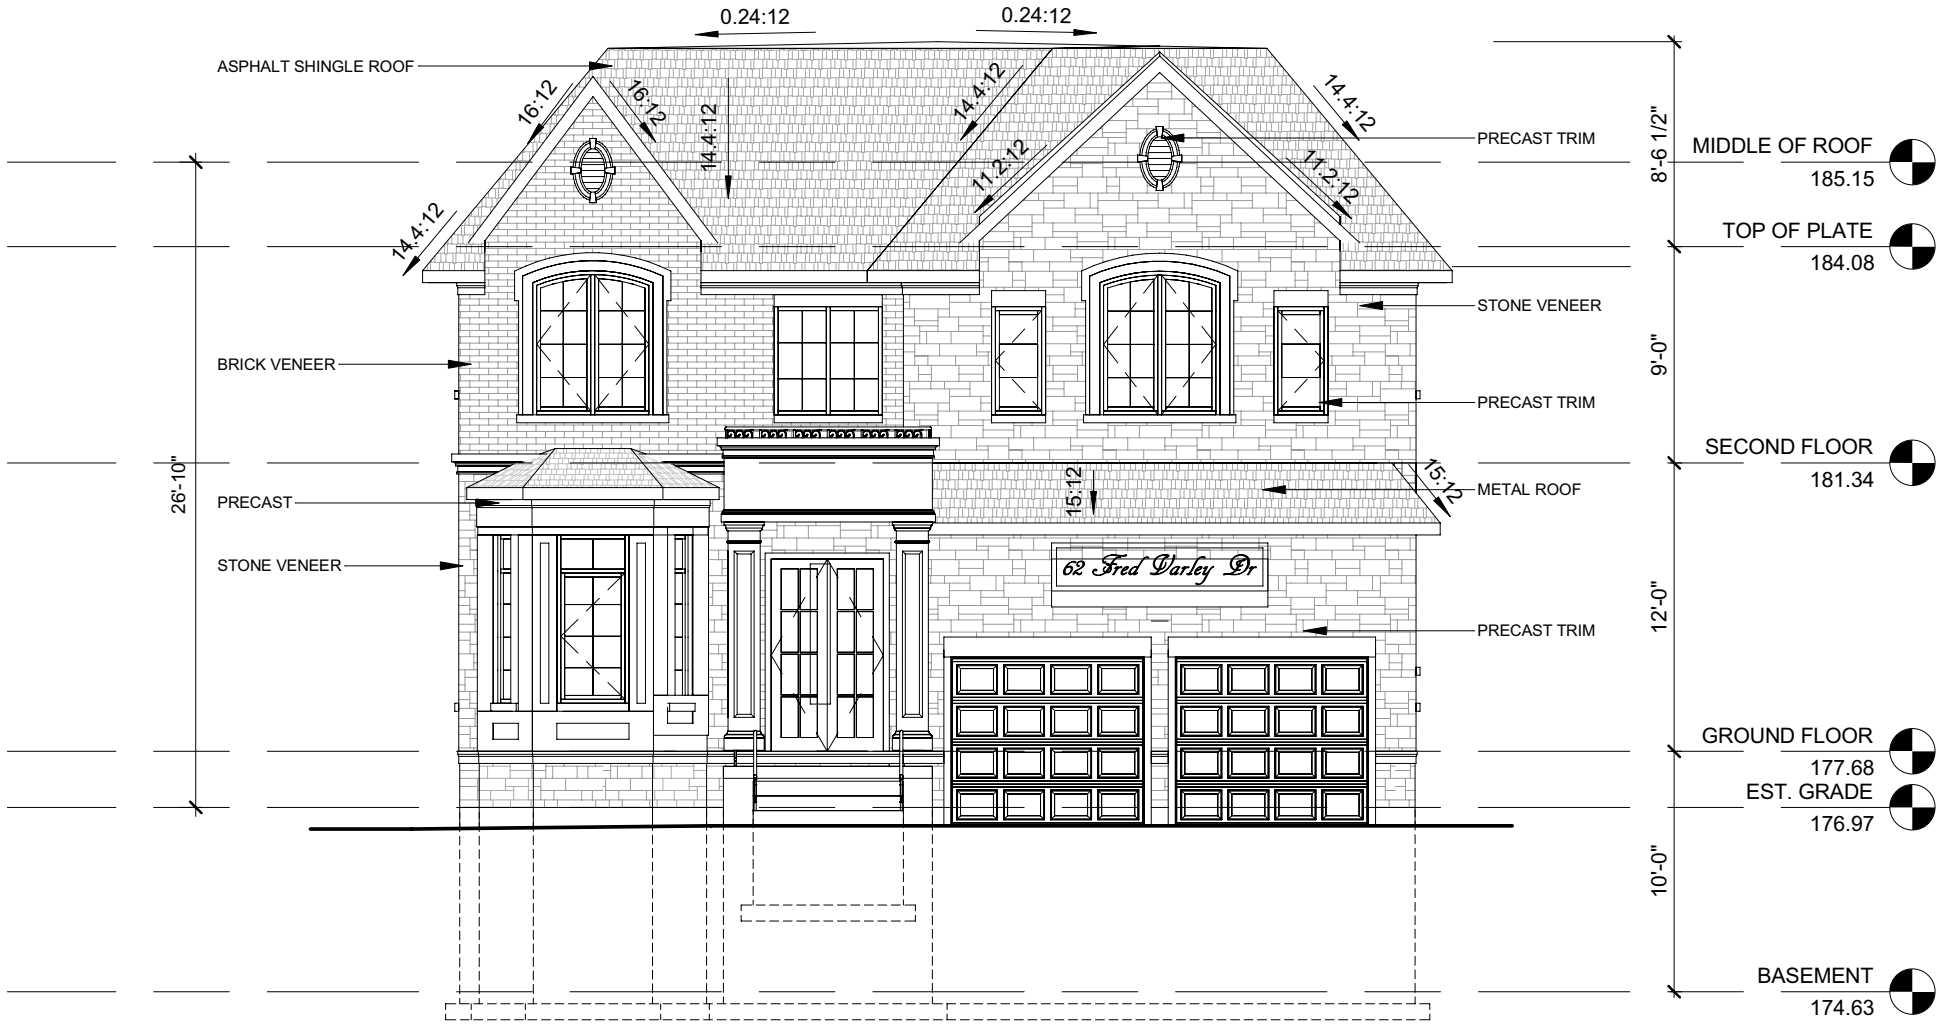 0.24:12
0.24:12
ASPHALT SHINGLE ROOF
16:12
16:12
14.4:12
14.4:12
14.4:12
14.4:12
11.2:12
11.2:12
PRECAST TRIM
8'-6 1/2"
MIDDLE OF ROOF
185.15
TOP OF PLATE
184.08
STONE VENEER
BRICK VENEER
9'-0"
PRECAST TRIM
SECOND FLOOR
181.34
26'-10"
PRECAST
15:12
15:12
METAL ROOF
STONE VENEER
62 Fred Varley Dr
12'-0"
PRECAST TRIM
GROUND FLOOR
177.68
EST. GRADE
176.97
10'-0"
BASEMENT
174.63